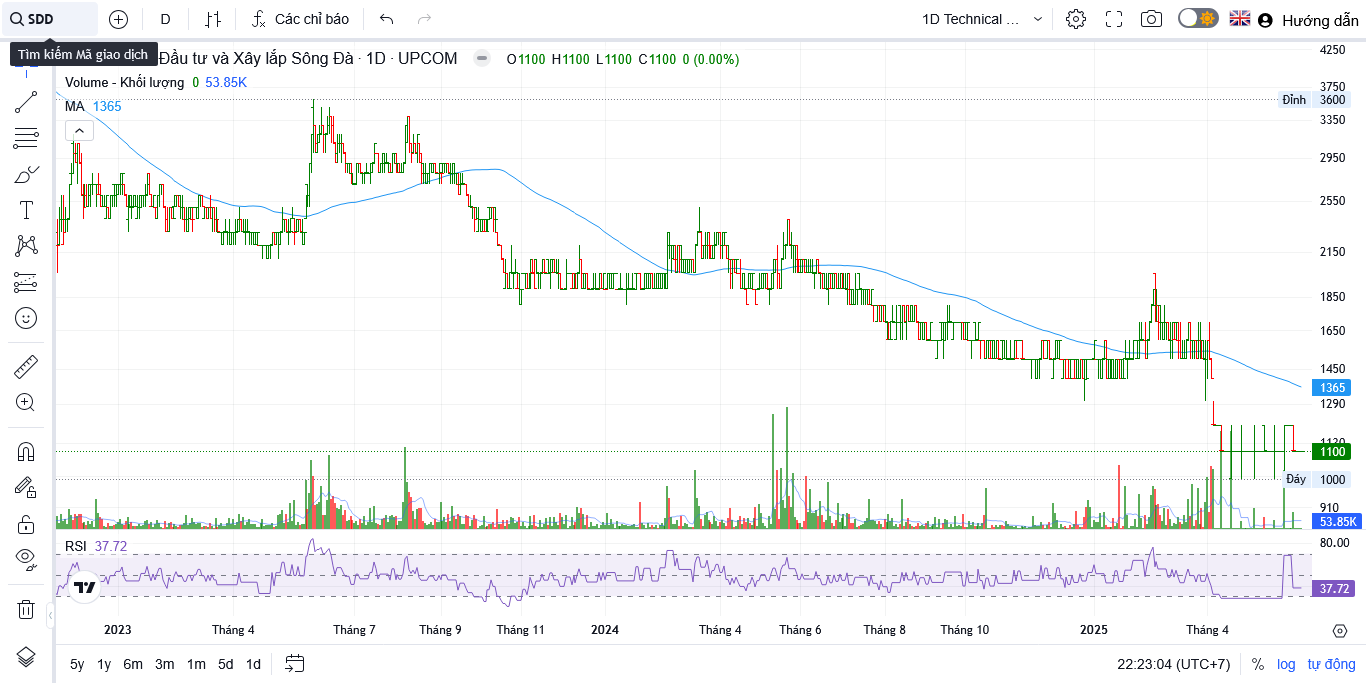 SDD
D
Các chỉ báo
1D Technical ...
Hướng dẫn
Tìm kiếm Mã giao dịch
Đầu tư và Xây lắp Sông Đà · 1D · UPCOM
O1100 H1100 L1100 C1100 0 (0.00%)
Volume - Khối lượng 0 53.85K
MA 1365
4250
3750
Đỉnh 3600
3350
2950
2550
2150
1850
1650
1450
1365
1290
1120
1100
Đáy 1000
910
53.85K
RSI 37.72
80.00
37.72
2023 Tháng 4 Tháng 7 Tháng 9 Tháng 11 2024 Tháng 4 Tháng 6 Tháng 8 Tháng 10 2025 Tháng 4
5y 1y 6m 3m 1m 5d 1d
22:23:04 (UTC+7) % log tự động